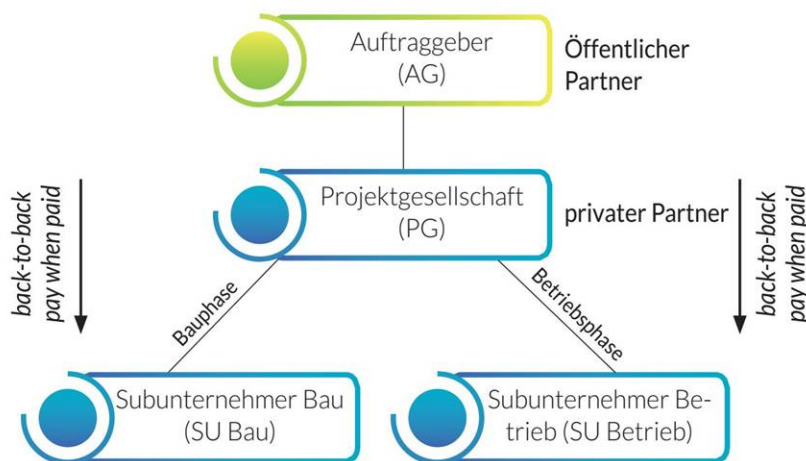 Auftraggeber
(AG)
Öffentlicher
Partner
Projektgesellschaft
(PG)
privater Partner
back-to-back
pay when paid
back-to-back
pay when paid
Bauphase
Betriebsphase
Subunternehmer Bau
(SU Bau)
Subunternehmer Be-
trieb (SU Betrieb)